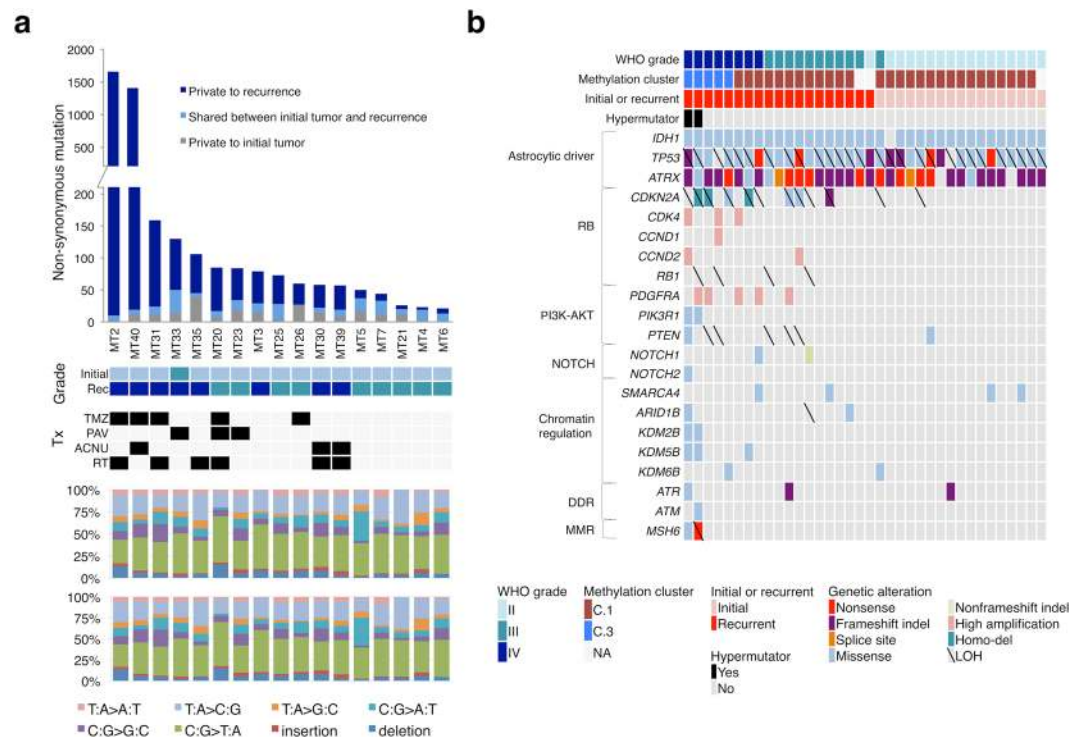 a
2000
1500
1000
500
200
150
100
50
0
Non-synonymous mutation
Private to recurrence
Shared between initial tumor and recurrence
Private to initial tumor
MT2 MT40 MT31 MT33 MT35 MT20 MT23 MT3 MT25 MT26 MT30 MT39 MT5 MT7 MT21 MT4 MT6
Grade
Initial
Rec
Tx
TMZ
PAV
ACNU
RT
100%
75%
50%
25%
0%
100%
75%
50%
25%
0%
T:A>A:T T:A>C:G T:A>G:C C:G>A:T
C:G>G:C C:G>T:A insertion deletion
b
WHO grade
Methylation cluster
Initial or recurrent
Hypermutator
Astrocytic driver
IDH1
TP53
ATRX
RB
CDKN2A
CDK4
CCND1
CCND2
RB1
PI3K-AKT
PDGFRA
PIK3R1
PTEN
NOTCH
NOTCH1
NOTCH2
Chromatin
regulation
SMARCA4
ARID1B
KDM2B
KDM5B
KDM6B
DDR
ATR
ATM
MMR
MSH6
WHO grade
II
III
IV
Methylation cluster
C.1
C.3
NA
Initial or recurrent
Initial
Recurrent
Hypermutator
Yes
No
Genetic alteration
Nonsense
Frameshift indel
Splice site
Missense
Nonframeshift indel
High amplification
Homo-del
LOH